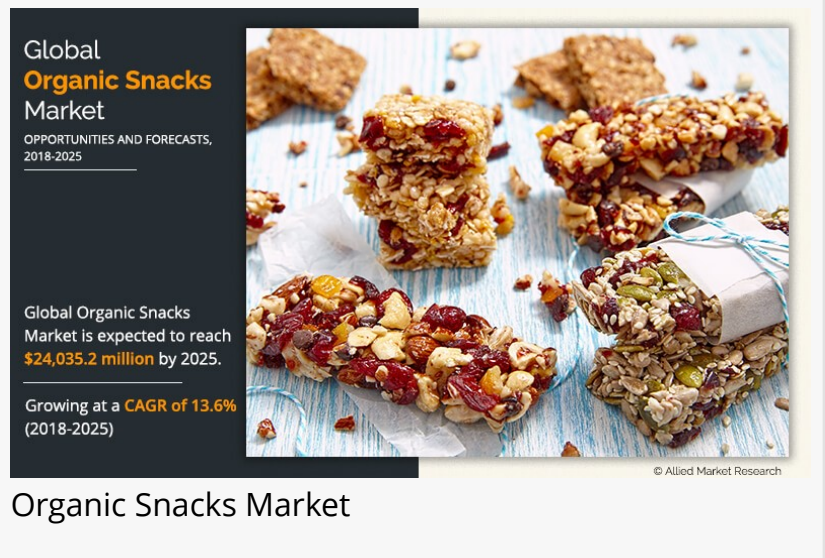 Global
Organic Snacks
Market
OPPORTUNITIES AND FORECASTS,
2018-2025
Global Organic Snacks
Market is expected to reach
$24,035.2 million by 2025.
Growing at a CAGR of 13.6%
(2018-2025)
© Allied Market Research
Organic Snacks Market